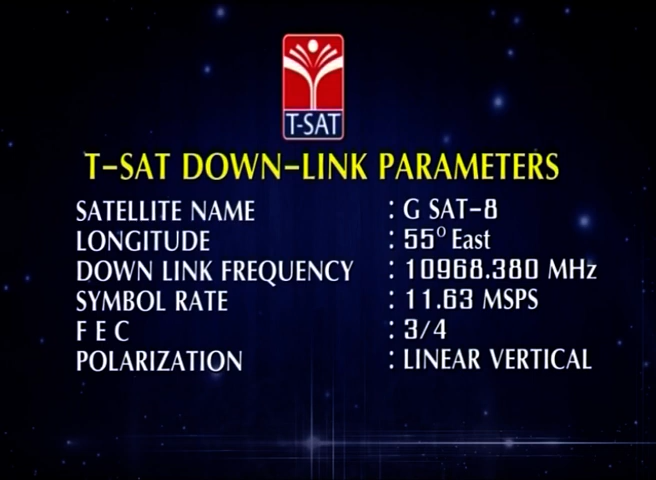 T-SAT
T-SAT DOWN-LINK PARAMETERS
SATELLITE NAME : G SAT-8
LONGITUDE : 55° East
DOWN LINK FREQUENCY : 10968.380 MHz
SYMBOL RATE : 11.63 MSPS
F E C : 3/4
POLARIZATION : LINEAR VERTICAL